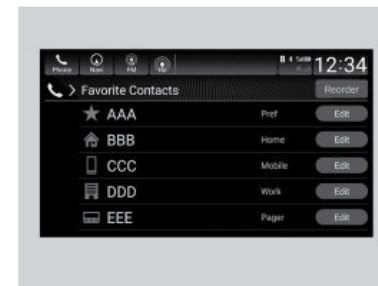 Phone Navi FM 12:34
Favorite Contacts Reorder
AAA Pref Edit
BBB Home Edit
CCC Mobile Edit
DDD Work Edit
EEE Pager Edit